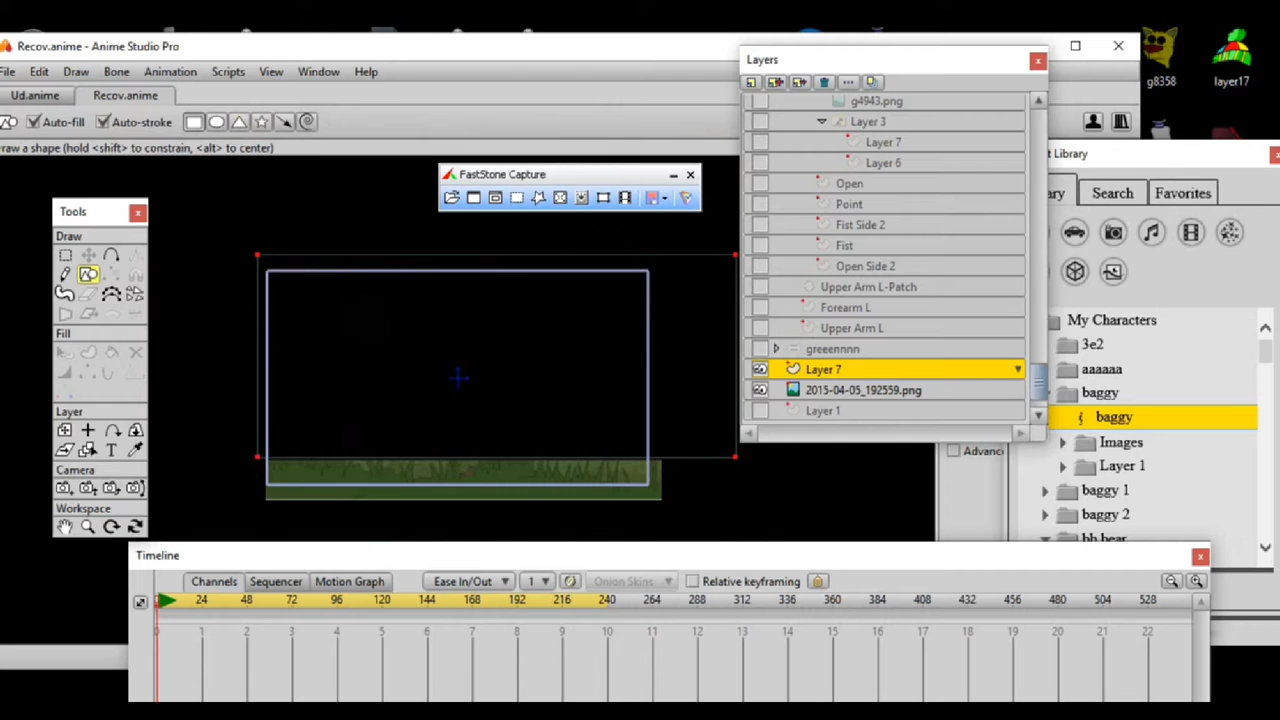 Recov.anime - Anime Studio Pro
File Edit Draw Bone Animation Scripts View Window Help
Ud.anime Recov.anime
Auto-fill Auto-stroke
Draw a shape (hold <shift> to constrain, <alt> to center)
Tools
Draw
Fill
Layer
T
Camera
Workspace
FastStone Capture
Layers
g4943.png
Layer 3
Layer 7
Layer 6
Open
Point
Fist Side 2
Fist
Open Side 2
Upper Arm L-Patch
Forearm L
Upper Arm L
greeennnn
Layer 7
2015-04-05_192559.png
Layer 1
g8358
layer17
Library
Search Favorites
My Characters
3e2
aaaaaa
baggy
baggy
Images
Layer 1
baggy 1
baggy 2
bb bear
Timeline
Channels Sequencer Motion Graph Ease In/Out 1 Onion Skins Relative keyframing
24 48 72 96 120 144 168 192 216 240 264 288 312 336 360 384 408 432 456 480 504 528
0 1 2 3 4 5 6 7 8 9 10 11 12 13 14 15 16 17 18 19 20 21 22